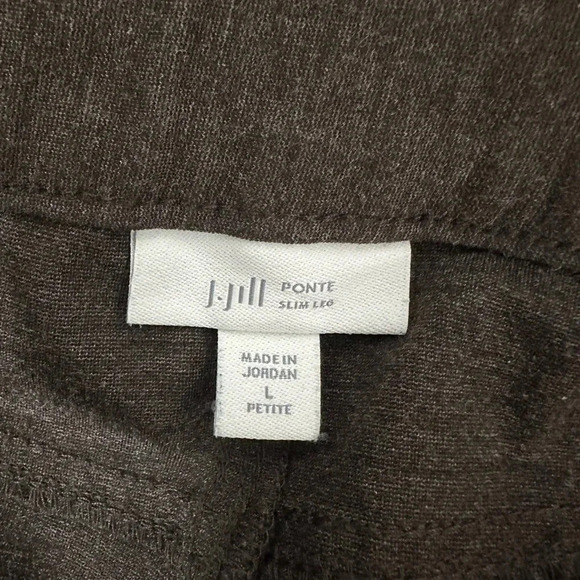 J.Jill PONTE
SLIM LEG
MADE IN
JORDAN
L
PETITE